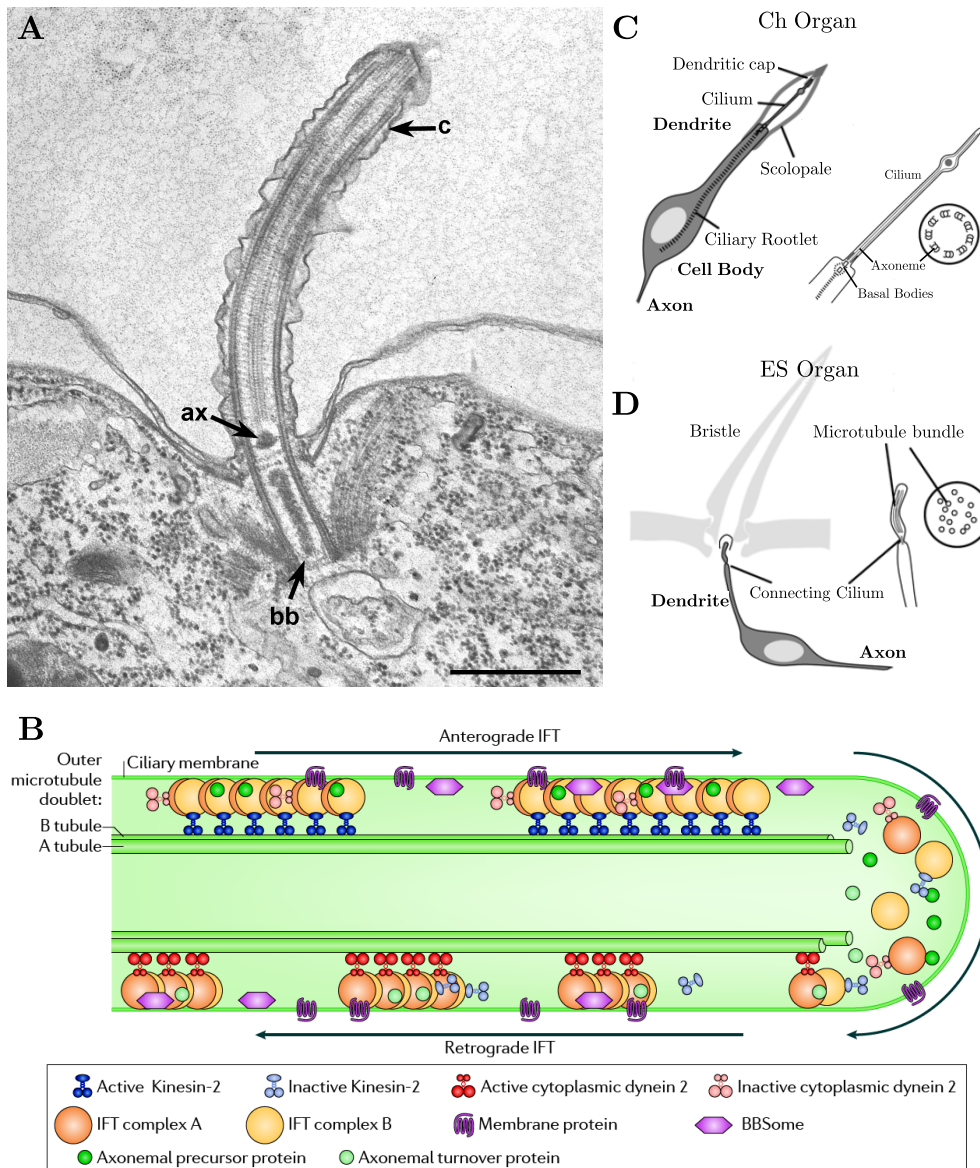 A
c
ax
bb
C
Ch Organ
Dendritic cap
Cilium
Dendrite
Scolopale
Cilium
Ciliary Rootlet
Axoneme
Cell Body
Basal Bodies
Axon
ES Organ
D
Bristle
Microtubule bundle
Dendrite
Connecting Cilium
Axon
B
Anterograde IFT
Outer
microtubule
doublet:
Ciliary membrane
B tubule
A tubule
Retrograde IFT
Active Kinesin-2
Inactive Kinesin-2
Active cytoplasmic dynein 2
Inactive cytoplasmic dynein 2
IFT complex A
IFT complex B
Membrane protein
BBSome
Axonemal precursor protein
Axonemal turnover protein